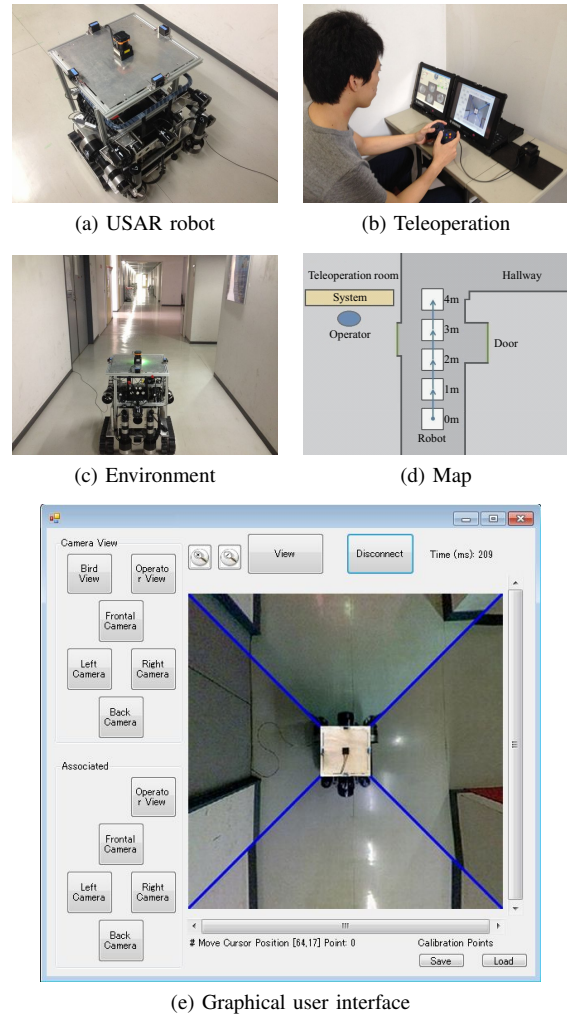 (a) USAR robot
(b) Teleoperation
(c) Environment
Teleoperation room
Hallway
System
Operator
4m
3m
Door
2m
1m
0m
Robot
(d) Map
Camera View
Bird
View
Operato
r View
Frontal
Camera
Left
Camera
Right
Camera
Back
Camera
Associated
Operato
r View
Frontal
Camera
Left
Camera
Right
Camera
Back
Camera
View
Disconnect
Time (ms): 209
# Move Cursor Position [64,17] Point: 0
Calibration Points
Save
Load
(e) Graphical user interface